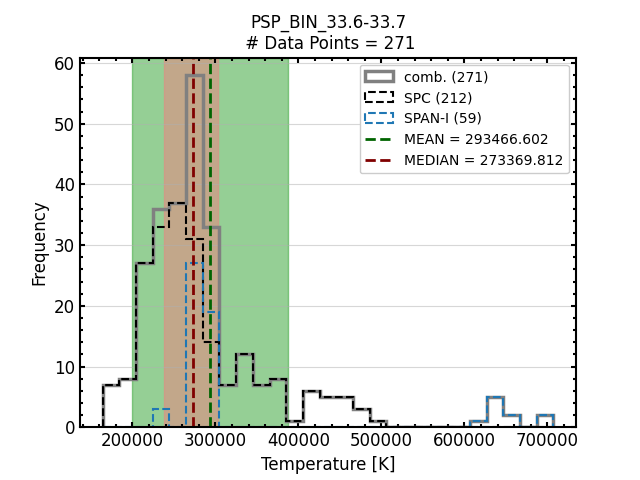 PSP_BIN_33.6-33.7
# Data Points = 271
comb. (271)
SPC (212)
SPAN-I (59)
MEAN = 293466.602
MEDIAN = 273369.812
Frequency
60
50
40
30
20
10
0
200000 300000 400000 500000 600000 700000
Temperature [K]